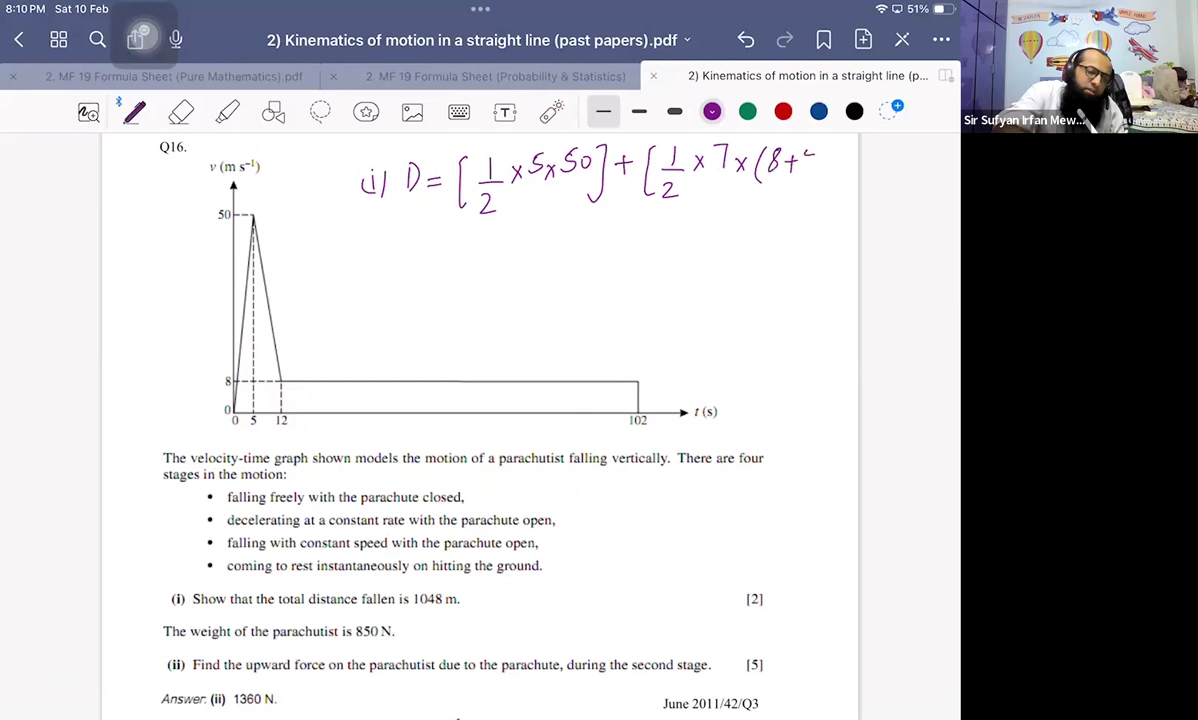 8:10 PM Sat 10 Feb
51%
2) Kinematics of motion in a straight line (past papers).pdf
2. MF 19 Formula Sheet (Pure Mathematics).pdf
2. MF 19 Formula Sheet (Probability & Statistics)
2) Kinematics of motion in a straight line (p...
Sir Sufyan Irfan Mew...
Q16.
(i) D = [1/2 × 5 × 50] + [1/2 × 7 × (8+
v (m s⁻¹)
50
8
0
0 5 12 102
t (s)
The velocity-time graph shown models the motion of a parachutist falling vertically. There are four
stages in the motion:
• falling freely with the parachute closed,
• decelerating at a constant rate with the parachute open,
• falling with constant speed with the parachute open,
• coming to rest instantaneously on hitting the ground.
(i) Show that the total distance fallen is 1048 m. [2]
The weight of the parachutist is 850 N.
(ii) Find the upward force on the parachutist due to the parachute, during the second stage. [5]
Answer: (ii) 1360 N.
June 2011/42/Q3